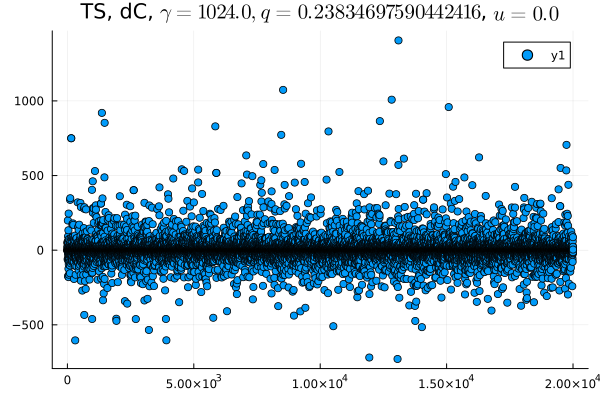 TS, dC, γ = 1024.0, q = 0.23834697590442416, u = 0.0
y1
1000
500
0
−500
0 5.00×10³ 1.00×10⁴ 1.50×10⁴ 2.00×10⁴